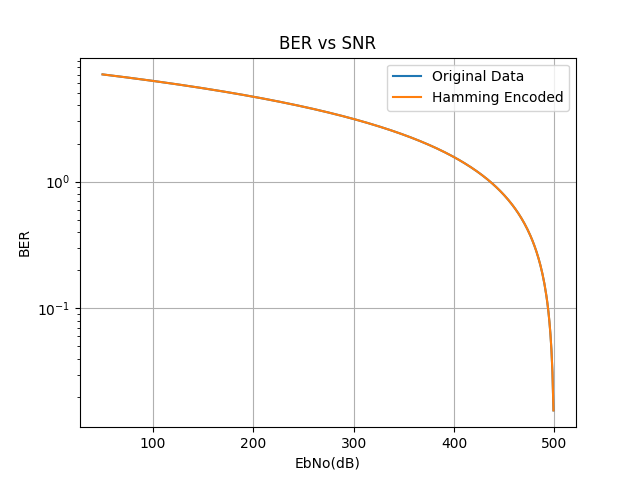 BER vs SNR
Original Data
Hamming Encoded
10⁰
10⁻¹
BER
100 200 300 400 500
EbNo(dB)